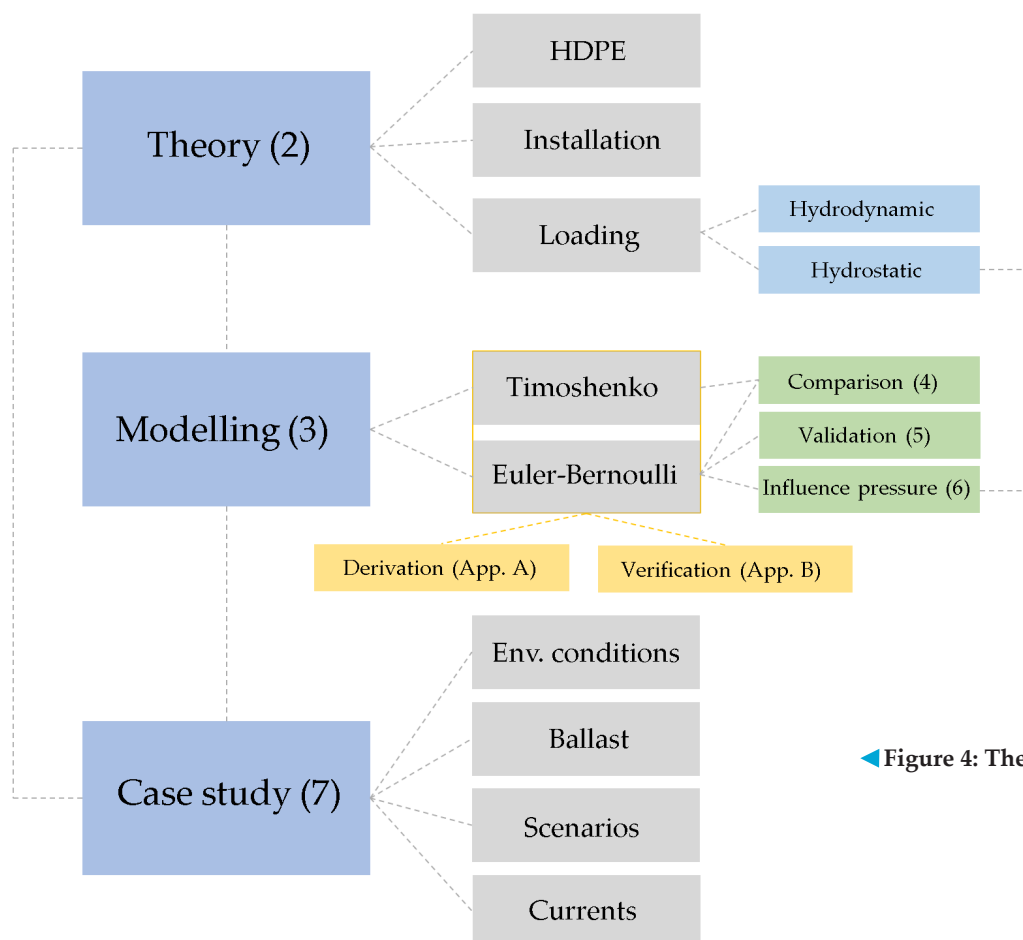 Theory (2)
HDPE
Installation
Loading
Hydrodynamic
Hydrostatic
Modelling (3)
Timoshenko
Euler-Bernoulli
Comparison (4)
Validation (5)
Influence pressure (6)
Derivation (App. A)
Verification (App. B)
Case study (7)
Env. conditions
Ballast
Scenarios
Currents
Figure 4: The